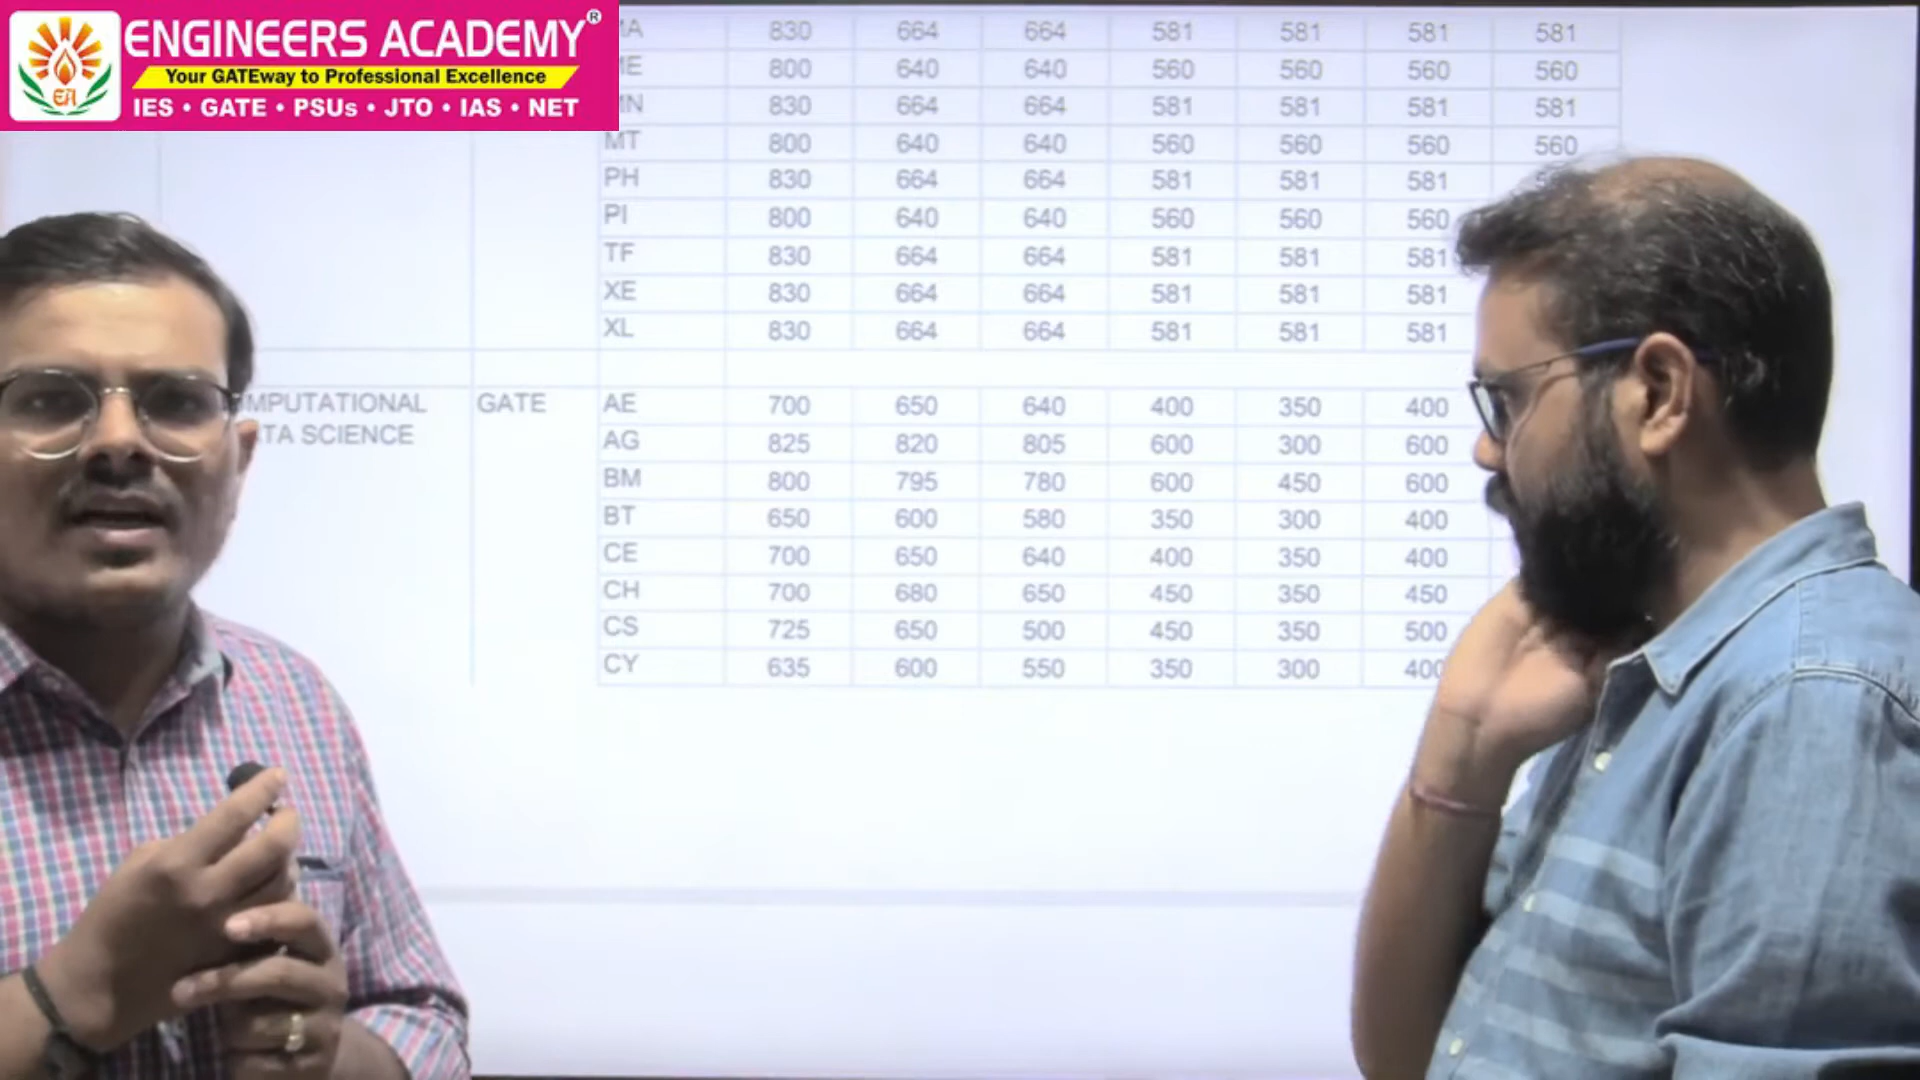 ENGINEERS ACADEMY®
Your GATEway to Professional Excellence
IES • GATE • PSUs • JTO • IAS • NET
830 664 664 581 581 581 581
800 640 640 560 560 560 560
830 664 664 581 581 581 581
MT 800 640 640 560 560 560 560
PH 830 664 664 581 581 581
PI 800 640 640 560 560 560
TF 830 664 664 581 581 581
XE 830 664 664 581 581 581
XL 830 664 664 581 581 581
MPUTATIONAL GATE AE 700 650 640 400 350 400
TA SCIENCE AG 825 820 805 600 300 600
BM 800 795 780 600 450 600
BT 650 600 580 350 300 400
CE 700 650 640 400 350 400
CH 700 680 650 450 350 450
CS 725 650 500 450 350 500
CY 635 600 550 350 300 400